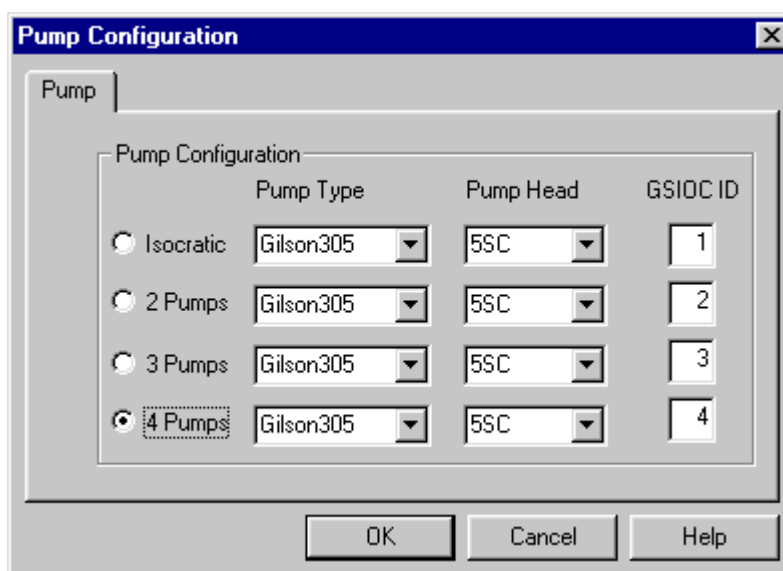 Pump Configuration
Pump
Pump Configuration
Pump Type Pump Head GSIOC ID
Isocratic Gilson305 5SC 1
2 Pumps Gilson305 5SC 2
3 Pumps Gilson305 5SC 3
4 Pumps Gilson305 5SC 4
OK Cancel Help